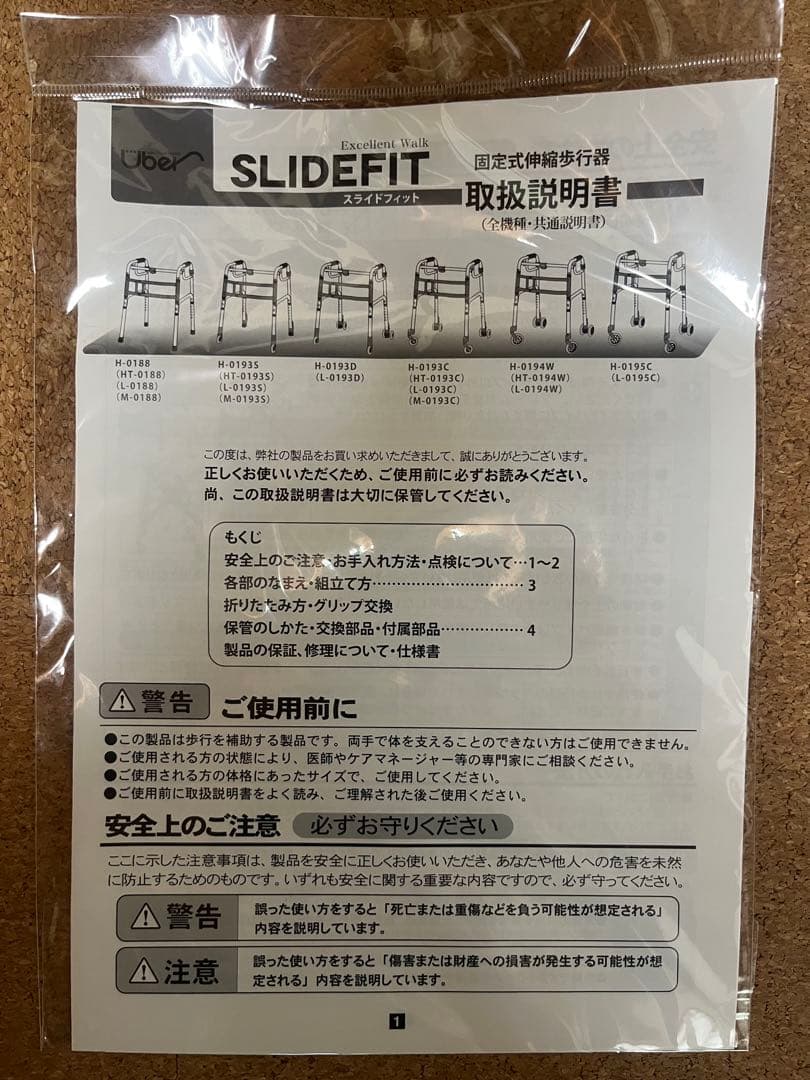 Über
Excellent Walk
SLIDEFIT
スライドフィット
固定式伸縮歩行器
取扱説明書
（全機種・共通説明書）
H-0188
（HT-0188）
（L-0188）
（M-0188）
H-0193S
（HT-0193S）
（L-0193S）
（M-0193S）
H-0193D
（L-0193D）
H-0193C
（HT-0193C）
（L-0193C）
（M-0193C）
H-0194W
（HT-0194W）
（L-0194W）
H-0195C
（L-0195C）
この度は、弊社の製品をお買い求めいただきまして、誠にありがとうございます。
正しくお使いいただくため、ご使用前に必ずお読みください。
尚、この取扱説明書は大切に保管してください。
もくじ
安全上のご注意・お手入れ方法・点検について…1〜2
各部のなまえ・組立て方…………………………3
折りたたみ方・グリップ交換
保管のしかた・交換部品・付属部品……………4
製品の保証、修理について・仕様書
警告 ご使用前に
●この製品は歩行を補助する製品です。両手で体を支えることのできない方はご使用できません。
●ご使用される方の状態により、医師やケアマネージャー等の専門家にご相談ください。
●ご使用される方の体格にあったサイズで、ご使用してください。
●ご使用前に取扱説明書をよく読み、ご理解された後ご使用ください。
安全上のご注意 必ずお守りください
ここに示した注意事項は、製品を安全に正しくお使いいただき、あなたや他人への危害を未然
に防止するためのものです。いずれも安全に関する重要な内容ですので、必ず守ってください。
警告
誤った使い方をすると「死亡または重傷などを負う可能性が想定される」
内容を説明しています。
注意
誤った使い方をすると「傷害または財産への損害が発生する可能性が想
定される」内容を説明しています。
1